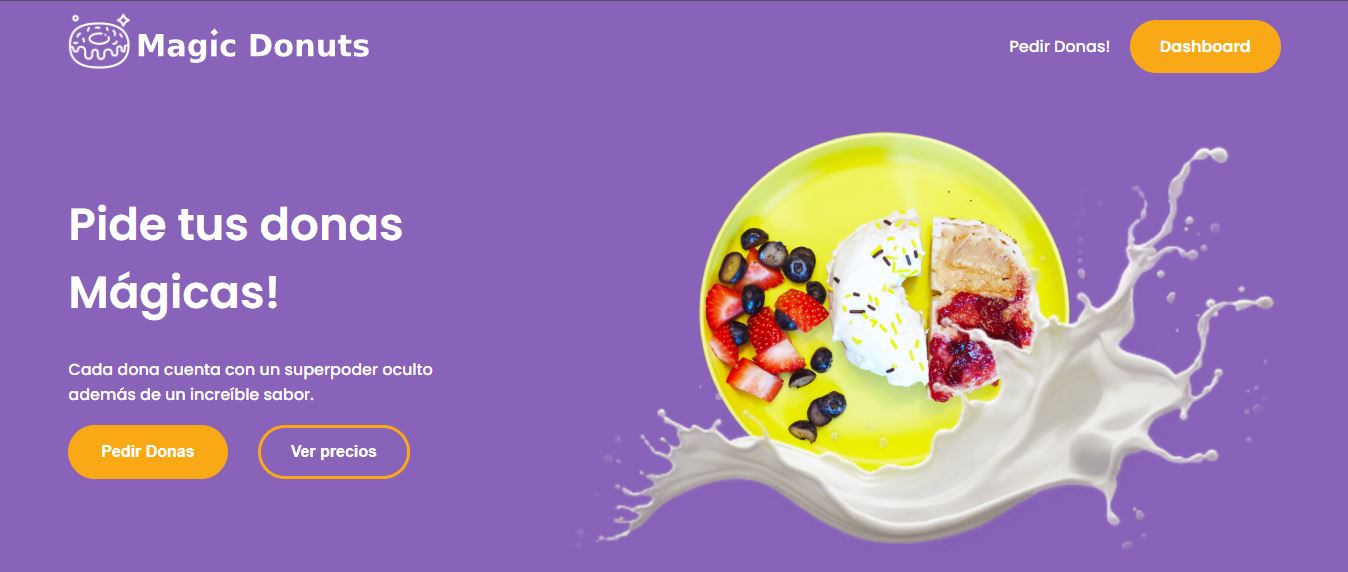 Magic Donuts
Pedir Donas!
Dashboard
Pide tus donas
Mágicas!
Cada dona cuenta con un superpoder oculto
además de un increíble sabor.
Pedir Donas
Ver precios